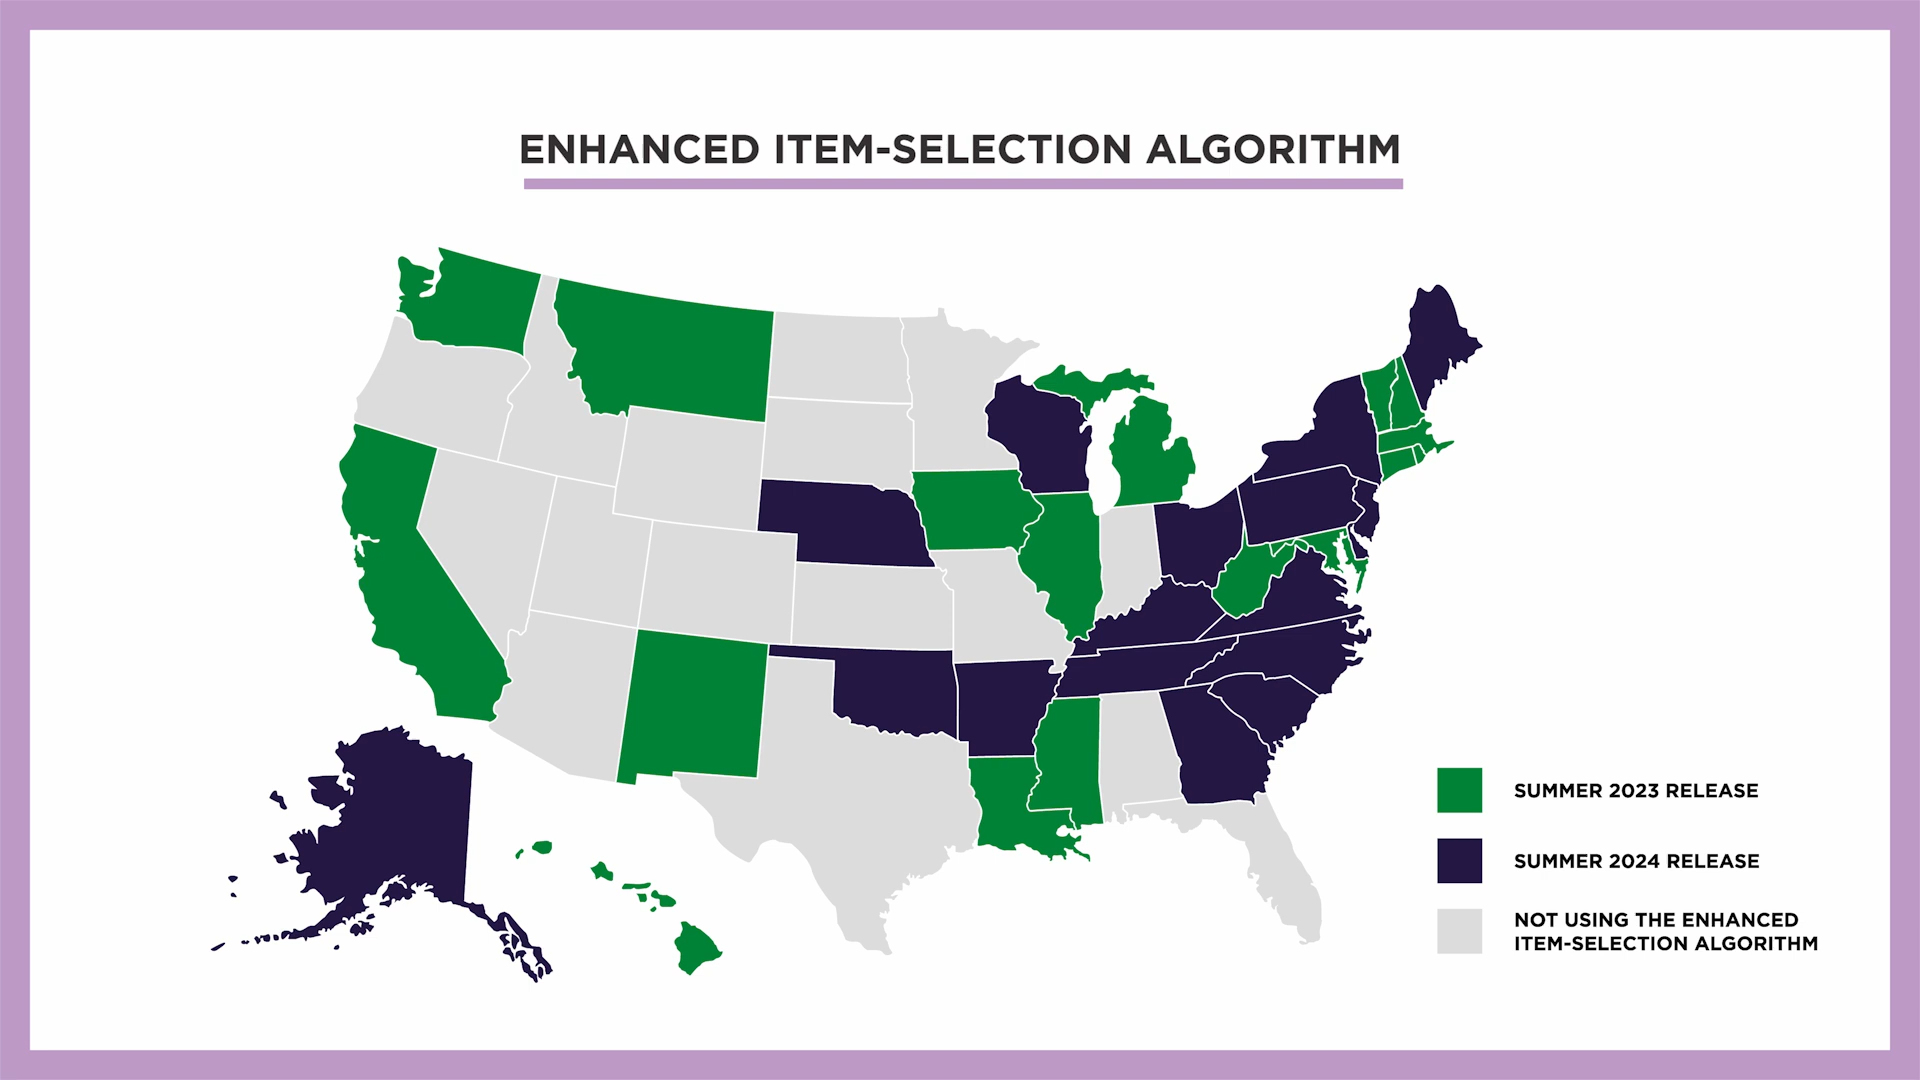 ENHANCED ITEM-SELECTION ALGORITHM
SUMMER 2023 RELEASE
SUMMER 2024 RELEASE
NOT USING THE ENHANCED
ITEM-SELECTION ALGORITHM